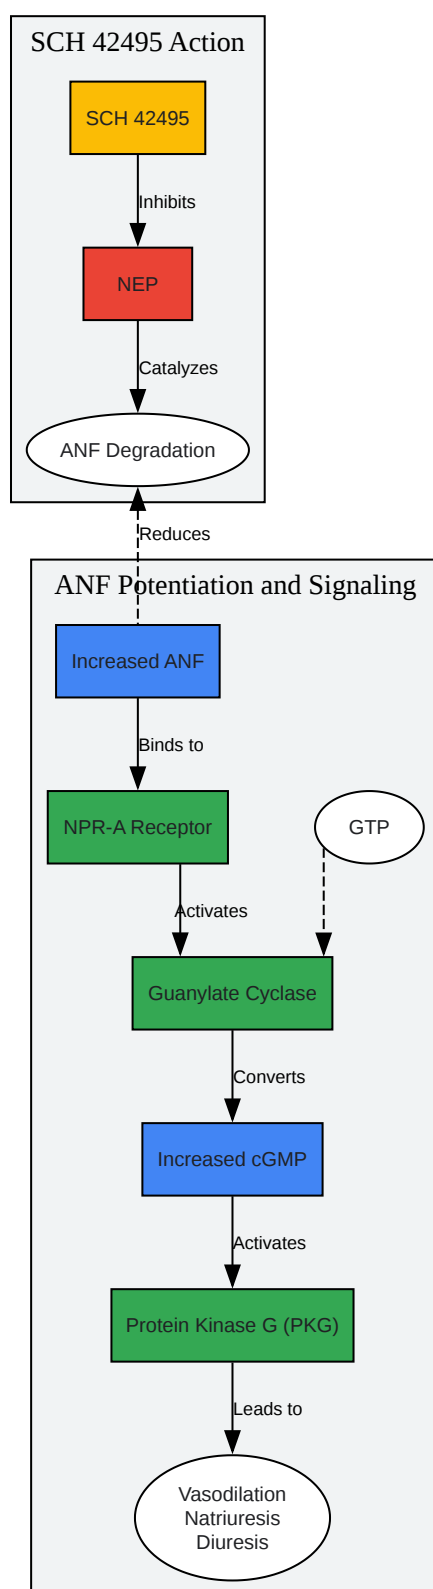 SCH 42495 Action
SCH 42495
Inhibits
NEP
Catalyzes
ANF Degradation
Reduces
ANF Potentiation and Signaling
Increased ANF
Binds to
NPR-A Receptor
GTP
Activates
Guanylate Cyclase
Converts
Increased cGMP
Activates
Protein Kinase G (PKG)
Leads to
Vasodilation
Natriuresis
Diuresis